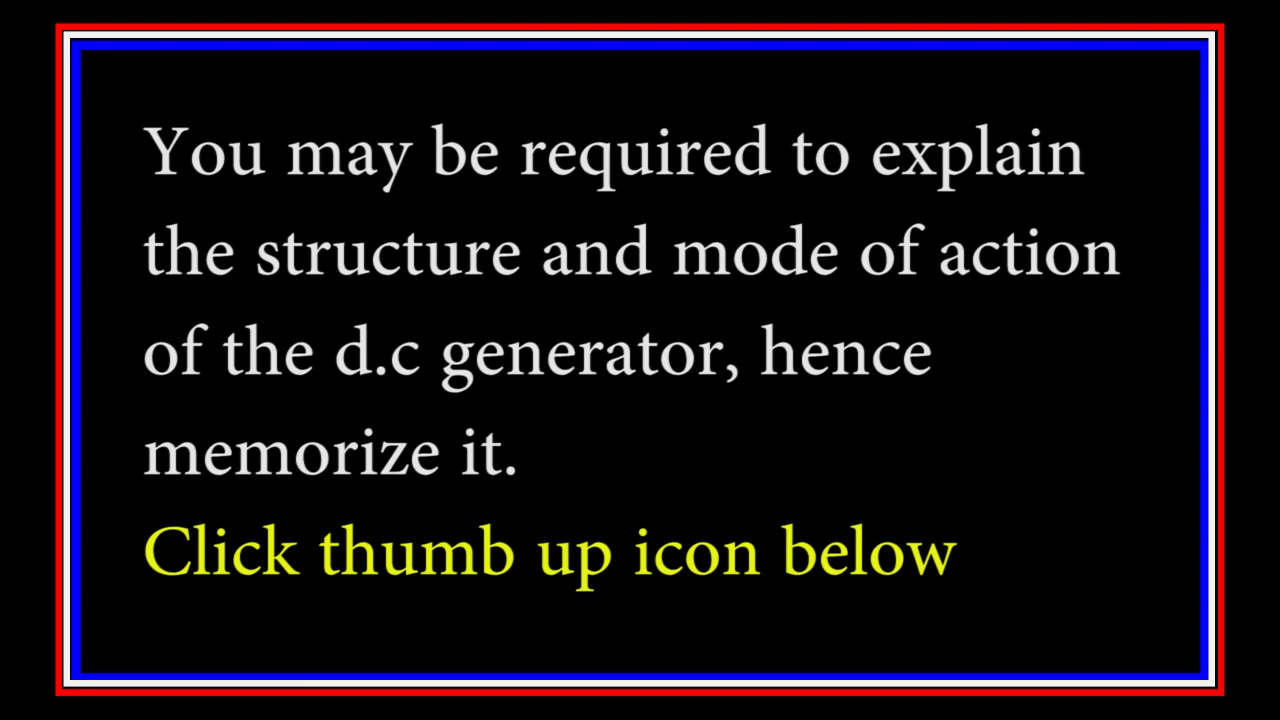 You may be required to explain
the structure and mode of action
of the d.c generator, hence
memorize it.
Click thumb up icon below